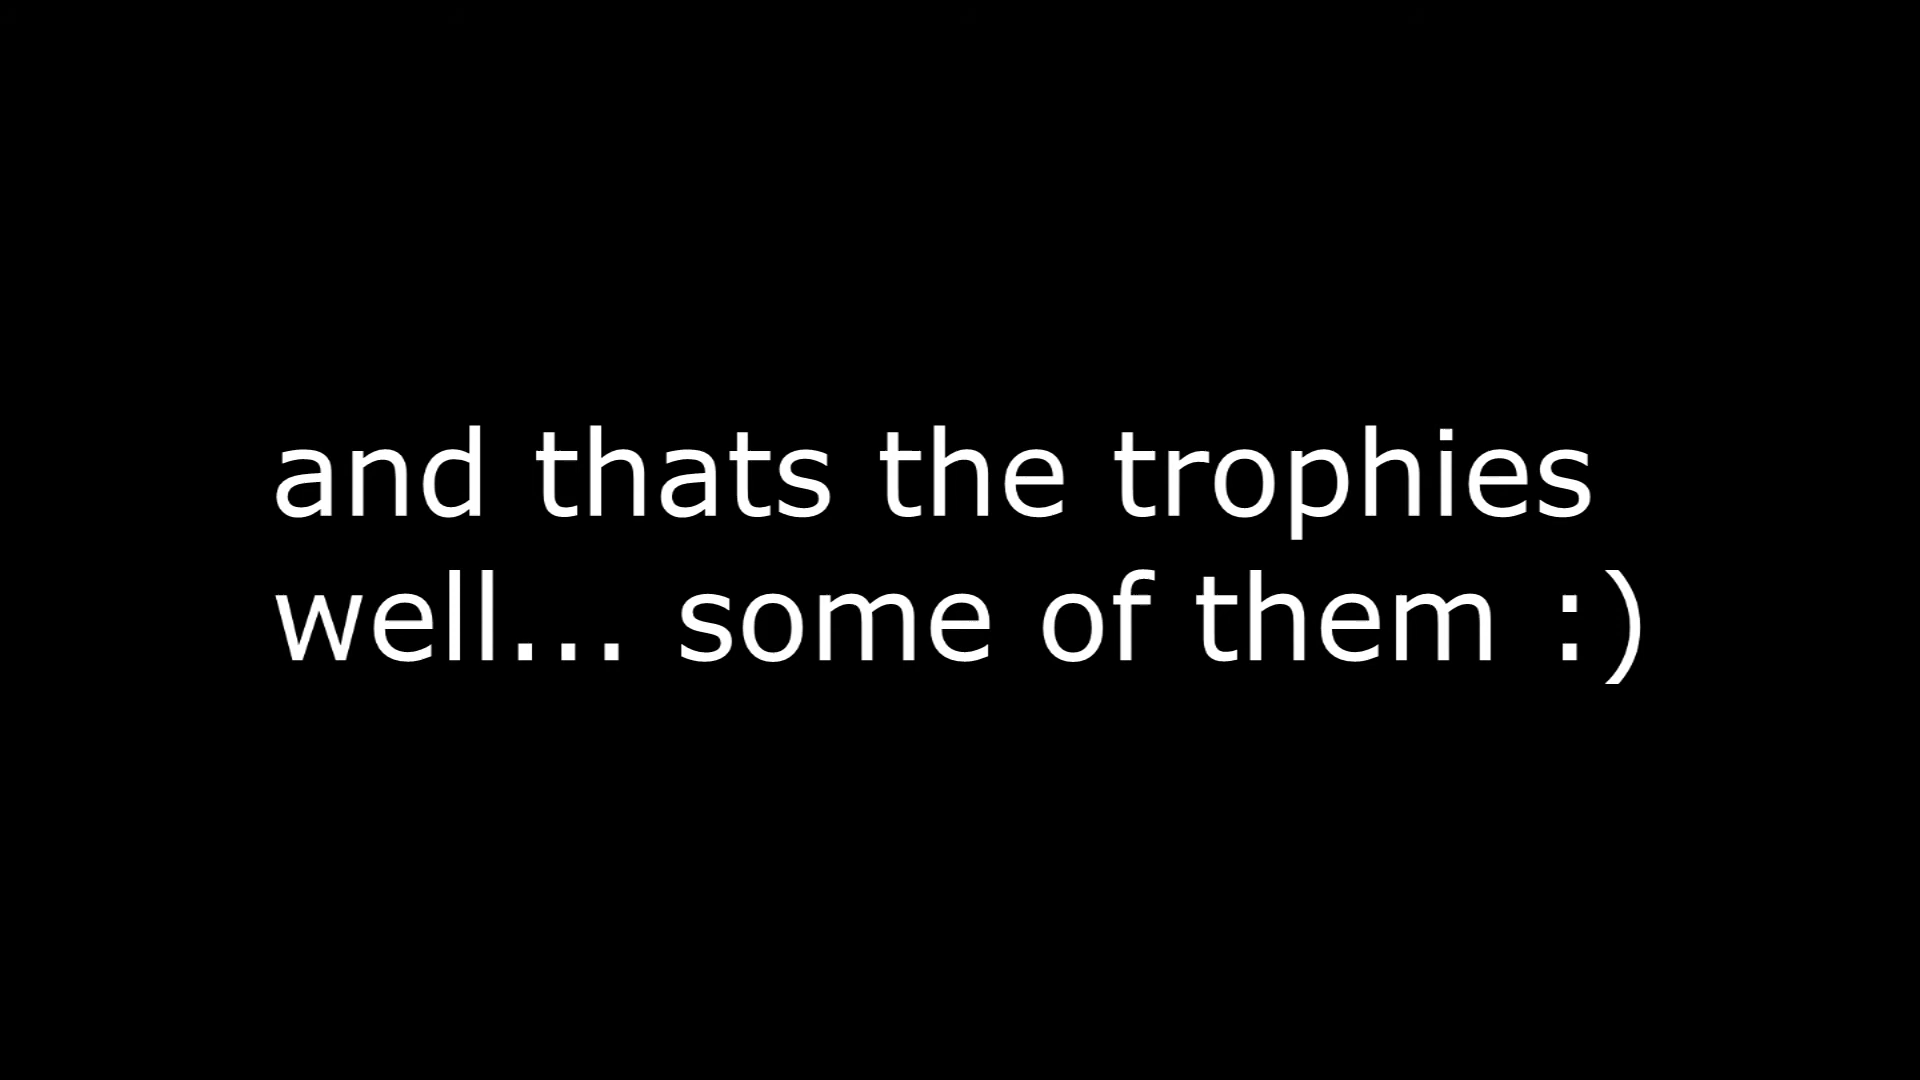 and thats the trophies
well... some of them :)